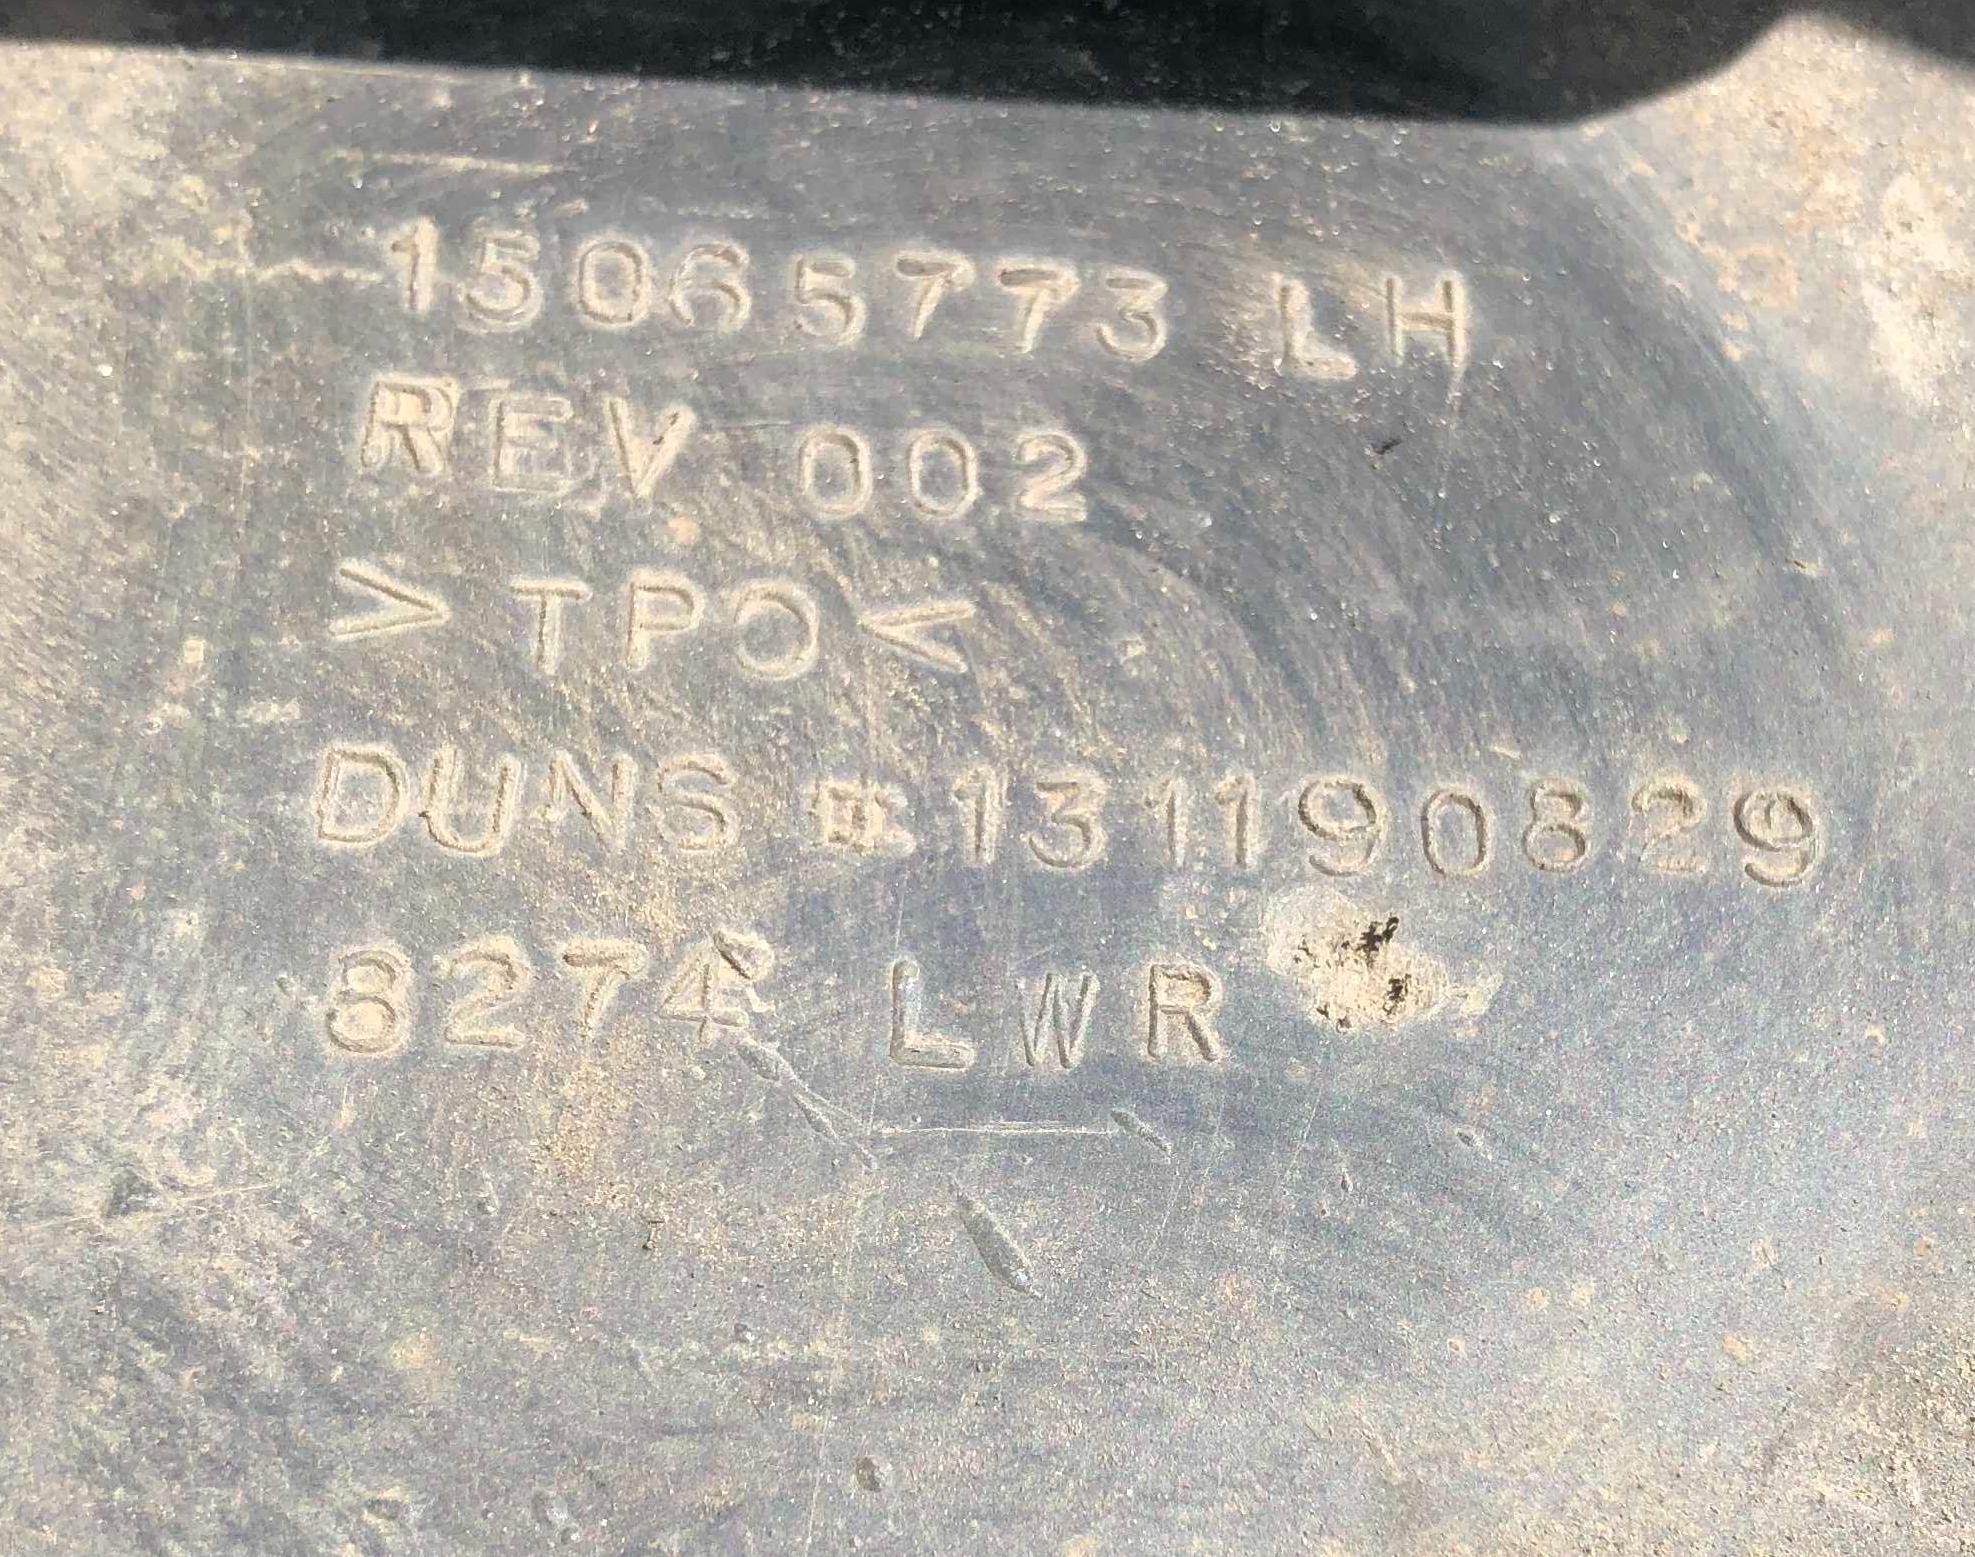 15065773 LH
REV 002
>TPO<
DUNS # 131190829
8274 LWR